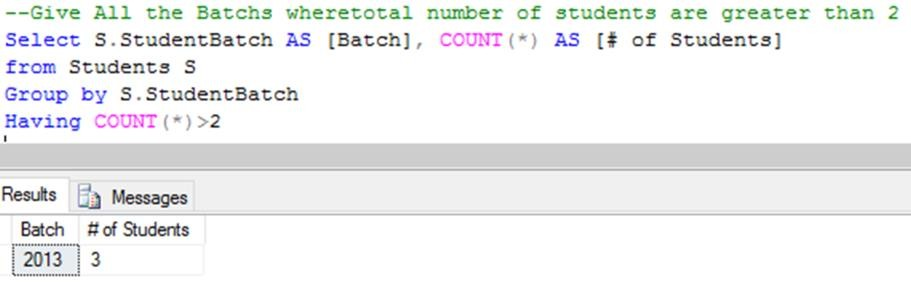 --Give All the Batchs wheretotal number of students are greater than 2
Select S.StudentBatch AS [Batch], COUNT(*) AS [# of Students]
from Students S
Group by S.StudentBatch
Having COUNT(*)>2
Results Messages
Batch # of Students
2013 3